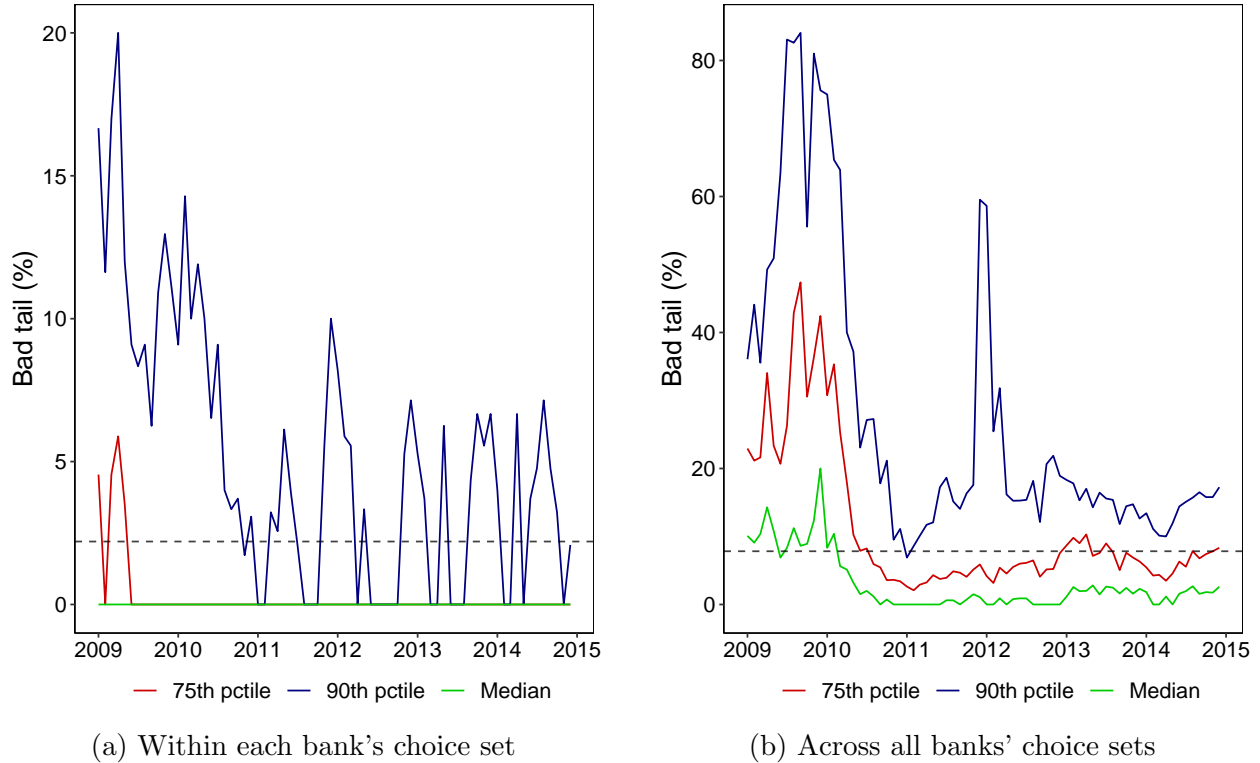 Bad tail (%)
20
15
10
5
0
2009 2010 2011 2012 2013 2014 2015
75th pctile 90th pctile Median
(a) Within each bank's choice set
Bad tail (%)
80
60
40
20
0
2009 2010 2011 2012 2013 2014 2015
75th pctile 90th pctile Median
(b) Across all banks' choice sets